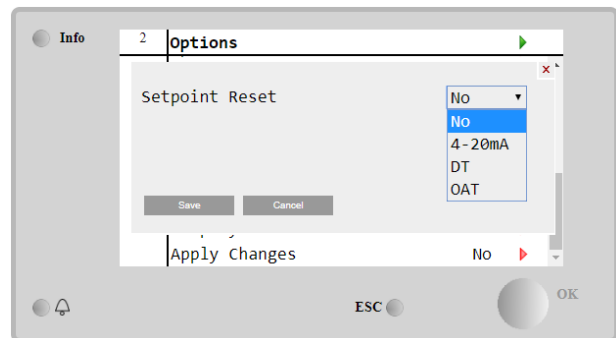 Info
2 Options
x
Setpoint Reset No
No
4-20mA
DT
OAT
Save Cancel
Apply Changes No
ESC
OK